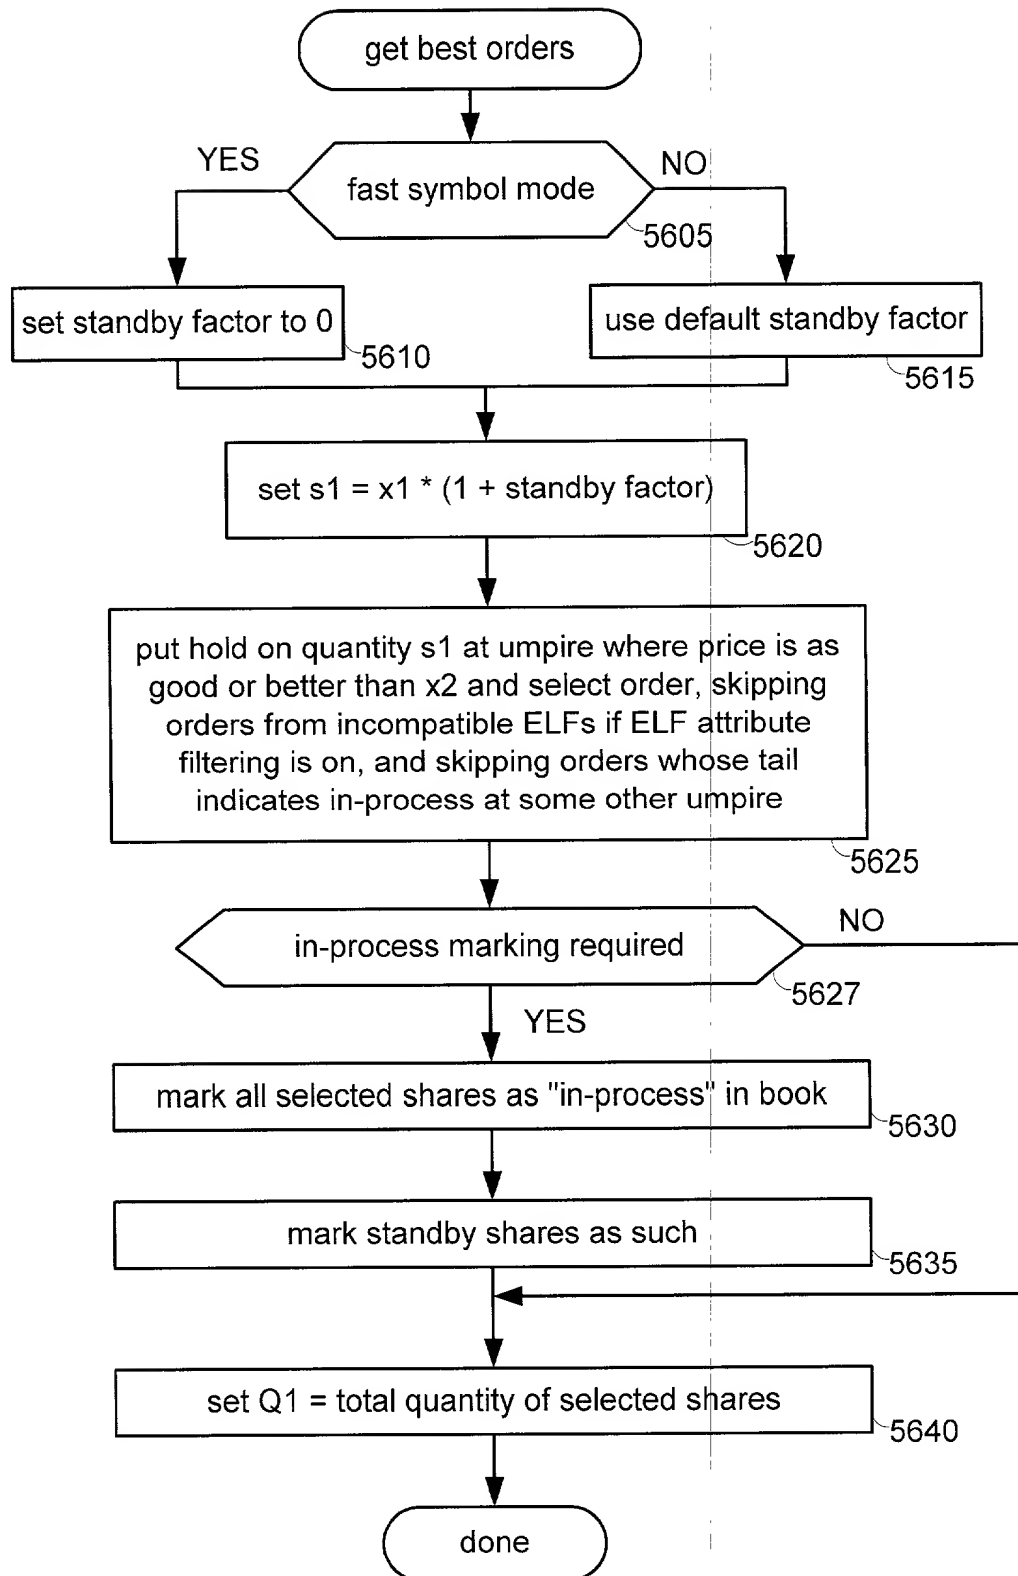 get best orders
YES
NO
fast symbol mode
5605
set standby factor to 0
5610
use default standby factor
5615
set s1 = x1 * (1 + standby factor)
5620
put hold on quantity s1 at umpire where price is as
good or better than x2 and select order, skipping
orders from incompatible ELFs if ELF attribute
filtering is on, and skipping orders whose tail
indicates in-process at some other umpire
5625
in-process marking required
NO
5627
YES
mark all selected shares as "in-process" in book
5630
mark standby shares as such
5635
set Q1 = total quantity of selected shares
5640
done